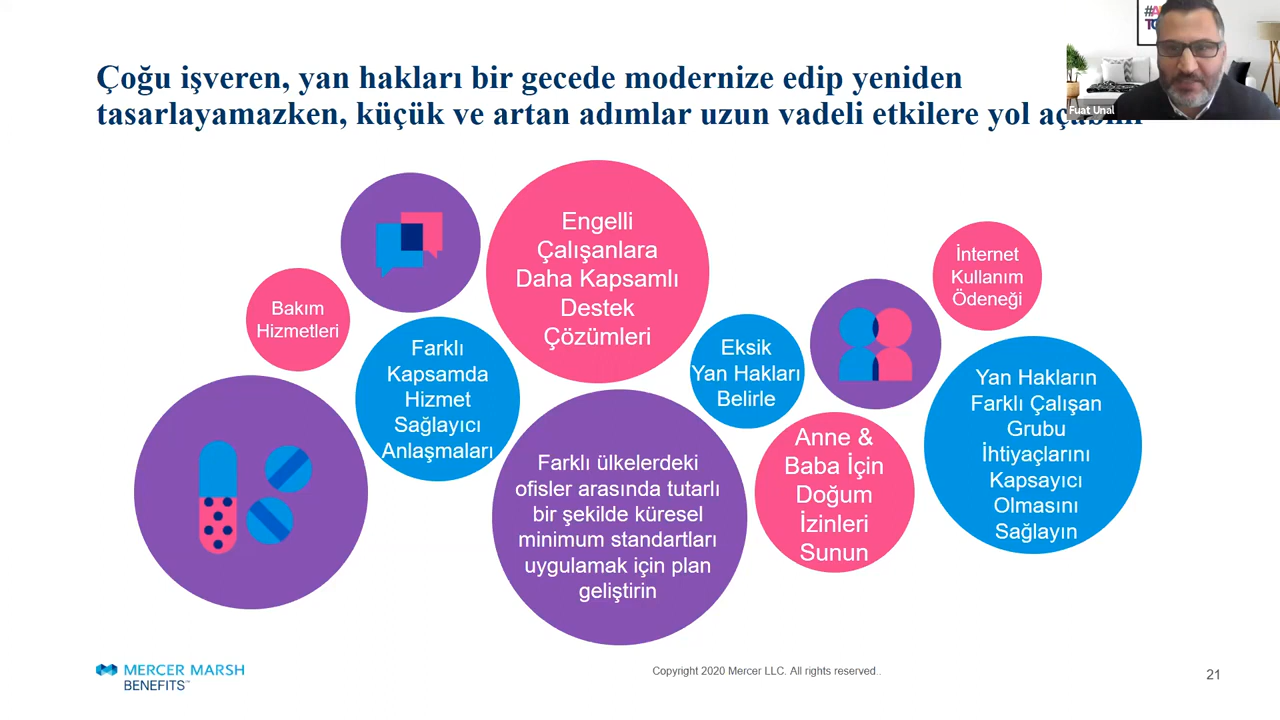 Çoğu işveren, yan hakları bir gecede modernize edip yeniden
tasarlayamazken, küçük ve artan adımlar uzun vadeli etkilere yol
Fuat Unal
Bakım
Hizmetleri
Farklı
Kapsamda
Hizmet
Sağlayıcı
Anlaşmaları
Engelli
Çalışanlara
Daha Kapsamlı
Destek
Çözümleri
Farklı ülkelerdeki
ofisler arasında tutarlı
bir şekilde küresel
minimum standartları
uygulamak için plan
geliştirin
Eksik
Yan Hakları
Belirle
Anne &
Baba İçin
Doğum
İzinleri
Sunun
İnternet
Kullanım
Ödeneği
Yan Hakların
Farklı Çalışan
Grubu
İhtiyaçlarını
Kapsayıcı
Olmasını
Sağlayın
MERCER MARSH
BENEFITS™
Copyright 2020 Mercer LLC. All rights reserved..
21